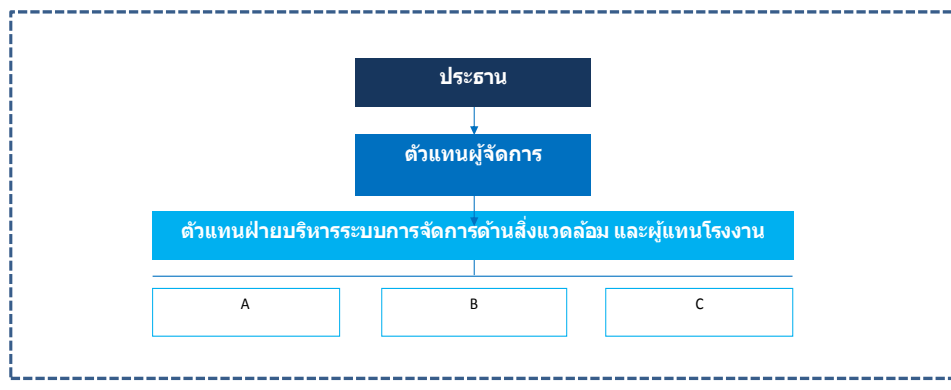 ประธาน
ตัวแทนผู้จัดการ
ตัวแทนฝ่ายบริหารระบบการจัดการด้านสิ่งแวดล้อม และผู้แทนโรงงาน
A
B
C